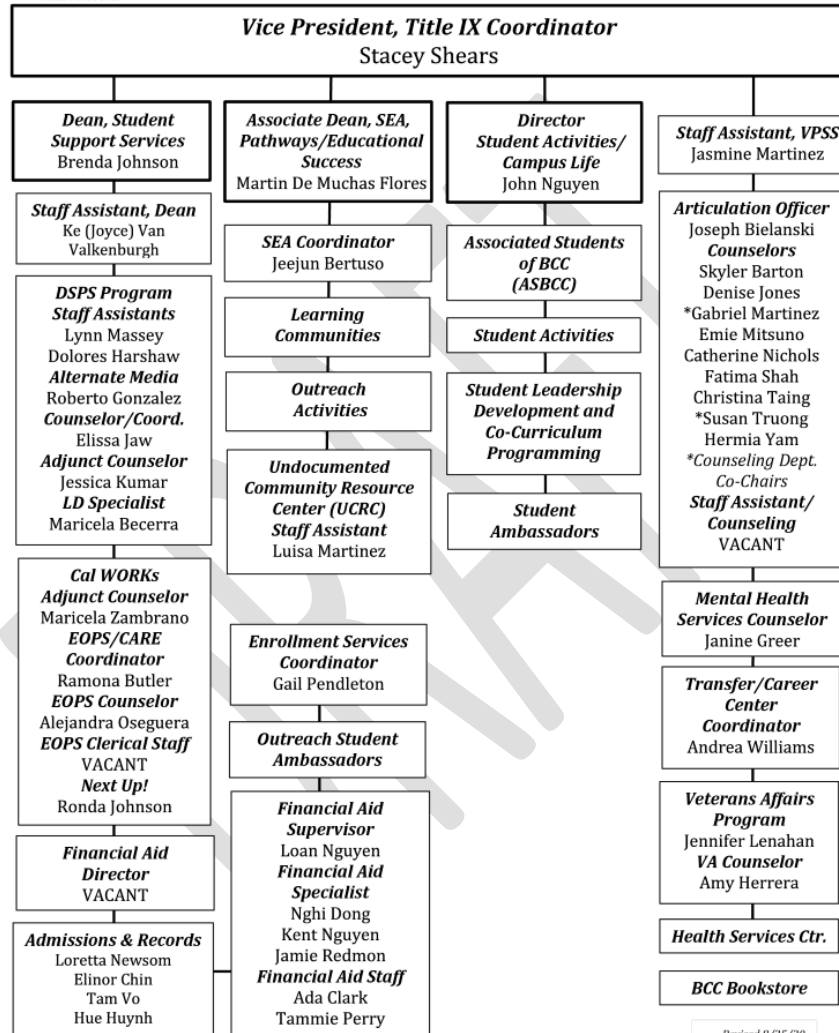 Vice President, Title IX Coordinator
Stacey Shears
Dean, Student
Support Services
Brenda Johnson
Staff Assistant, Dean
Ke (Joyce) Van
Valkenburgh
DSPS Program
Staff Assistants
Lynn Massey
Dolores Harshaw
Alternate Media
Roberto Gonzalez
Counselor/Coord.
Elissa Jaw
Adjunct Counselor
Jessica Kumar
LD Specialist
Maricela Becerra
Cal WORKs
Adjunct Counselor
Maricela Zambrano
EOPS/CARE
Coordinator
Ramona Butler
EOPS Counselor
Alejandra Oseguera
EOPS Clerical Staff
VACANT
Next Up!
Ronda Johnson
Financial Aid
Director
VACANT
Admissions & Records
Loretta Newsom
Elinor Chin
Tam Vo
Hue Huynh
Associate Dean, SEA,
Pathways/Educational
Success
Martin De Muchas Flores
SEA Coordinator
Jeejun Bertuso
Learning
Communities
Outreach
Activities
Undocumented
Community Resource
Center (UCRC)
Staff Assistant
Luisa Martinez
Enrollment Services
Coordinator
Gail Pendleton
Outreach Student
Ambassadors
Financial Aid
Supervisor
Loan Nguyen
Financial Aid
Specialist
Nghi Dong
Kent Nguyen
Jamie Redmon
Financial Aid Staff
Ada Clark
Tammie Perry
Director
Student Activities/
Campus Life
John Nguyen
Associated Students
of BCC
(ASBCC)
Student Activities
Student Leadership
Development and
Co-Curriculum
Programming
Student
Ambassadors
Staff Assistant, VPSS
Jasmine Martinez
Articulation Officer
Joseph Bielanski
Counselors
Skyler Barton
Denise Jones
*Gabriel Martinez
Emie Mitsuno
Catherine Nichols
Fatima Shah
Christina Taing
*Susan Truong
Hermia Yam
*Counseling Dept.
Co-Chairs
Staff Assistant/
Counseling
VACANT
Mental Health
Services Counselor
Janine Greer
Transfer/Career
Center
Coordinator
Andrea Williams
Veterans Affairs
Program
Jennifer Lenahan
VA Counselor
Amy Herrera
Health Services Ctr.
BCC Bookstore
DRAFT